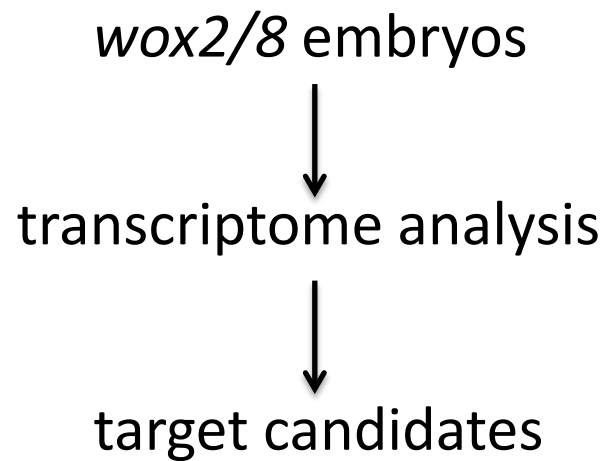 wox2/8 embryos
transcriptome analysis
target candidates